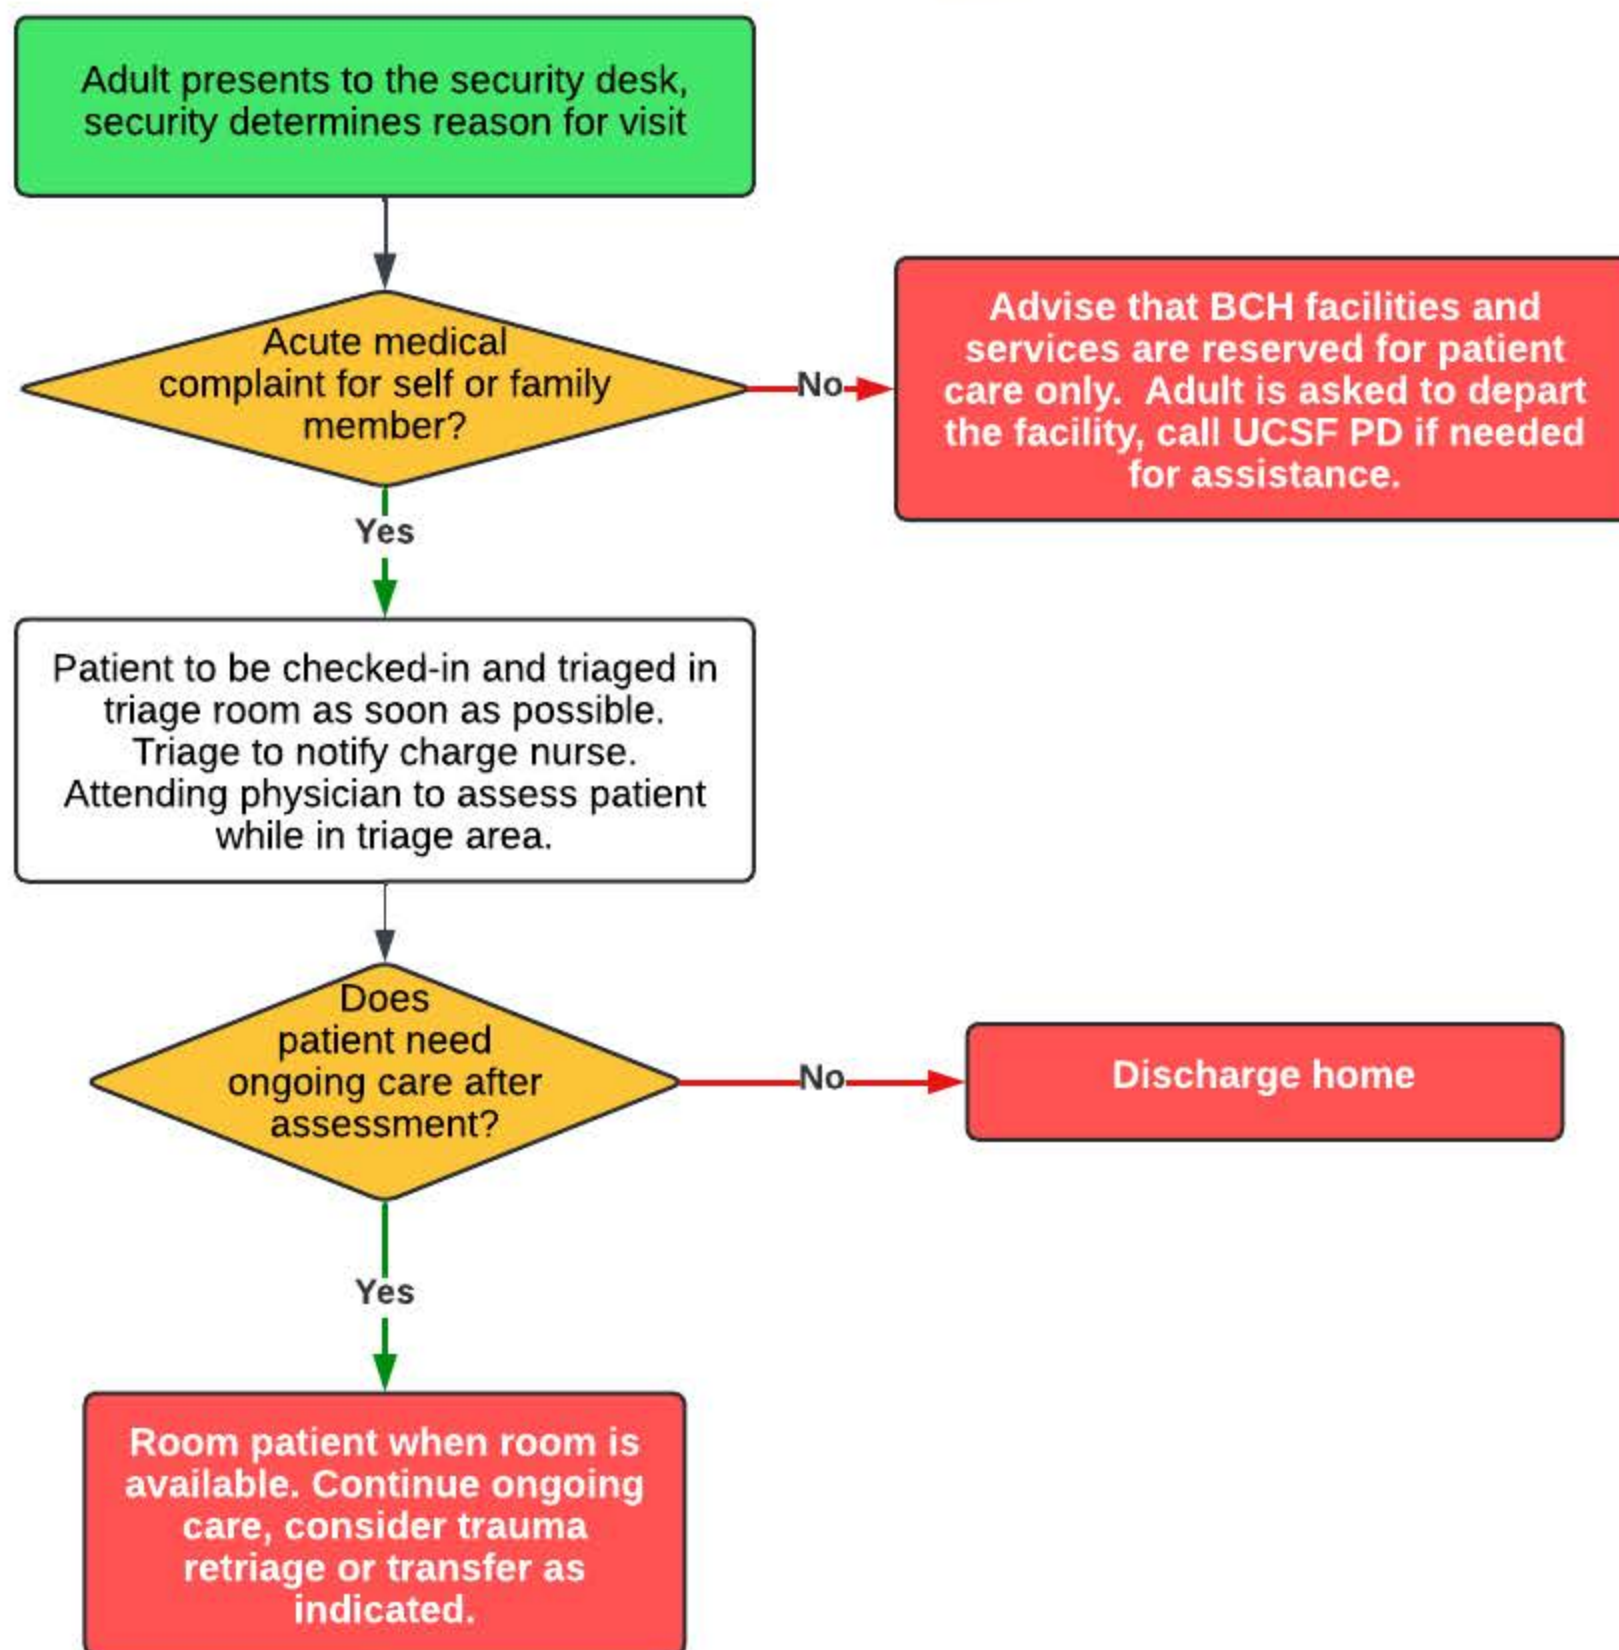 Adult presents to the security desk,
security determines reason for visit
Acute medical
complaint for self or family
member?
No
Advise that BCH facilities and
services are reserved for patient
care only.  Adult is asked to depart
the facility, call UCSF PD if needed
for assistance.
Yes
Patient to be checked-in and triaged in
triage room as soon as possible.
Triage to notify charge nurse.
Attending physician to assess patient
while in triage area.
Does
patient need
ongoing care after
assessment?
No
Discharge home
Yes
Room patient when room is
available. Continue ongoing
care, consider trauma
retriage or transfer as
indicated.